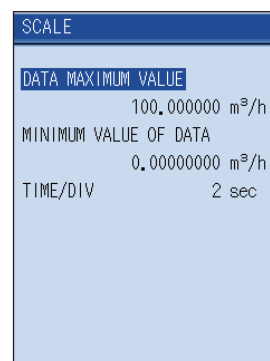 SCALE
DATA MAXIMUM VALUE
100.000000 m³/h
MINIMUM VALUE OF DATA
0.00000000 m³/h
TIME/DIV 2 sec